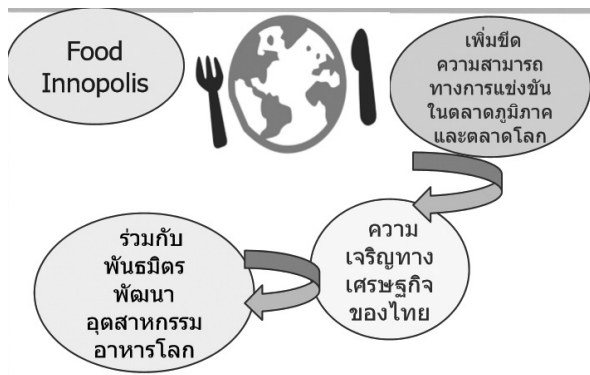 Food
Innopolis
เพิ่มขีด
ความสามารถ
ทางการแข่งขัน
ในตลาดภูมิภาค
และตลาดโลก
ความ
เจริญทาง
เศรษฐกิจ
ของไทย
ร่วมกับ
พันธมิตร
พัฒนา
อุตสาหกรรม
อาหารโลก